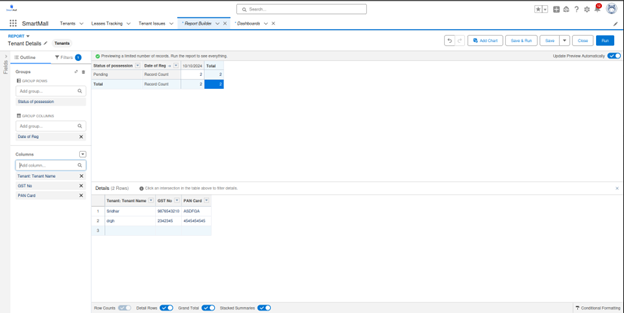 Search...
SmartMall
Tenants
Leases Tracking
Tenant Issues
* Report Builder
* Dashboards
REPORT
Tenant Details
Tenants
Add Chart
Save & Run
Save
Close
Run
Fields
Outline
Filters
1
Previewing a limited number of records. Run the report to see everything.
Update Preview Automatically
Groups
GROUP ROWS
Add group...
Status of possession
GROUP COLUMNS
Add group...
Date of Reg
Columns
Add column...
Tenant: Tenant Name
GST No
PAN Card
Status of possession
Date of Reg
10/10/2024
Total
Pending
Record Count
2
2
Total
Record Count
2
2
Details (2 Rows)
Click an intersection in the table above to filter details.
Tenant: Tenant Name
GST No
PAN Card
1
Sridhar
2
3
Row Counts
Detail Rows
Grand Total
Stacked Summaries
Conditional Formatting